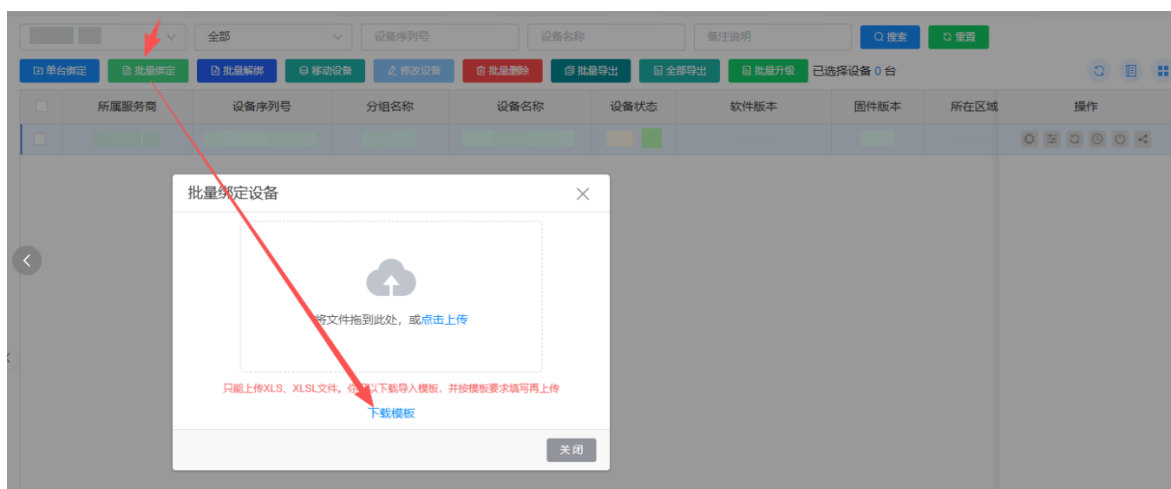 全部 设备序列号 设备名称 备注说明 搜索 重置
单台绑定 批量绑定 批量解绑 移动设备 修改设备 批量删除 批量导出 全部导出 批量升级 已选择设备 0 台
所属服务商 设备序列号 分组名称 设备名称 设备状态 软件版本 固件版本 所在区域 操作
批量绑定设备
将文件拖到此处，或点击上传
只能上传XLS、XLSL文件。你可以下载导入模板，并按模板要求填写再上传
下载模板
关闭